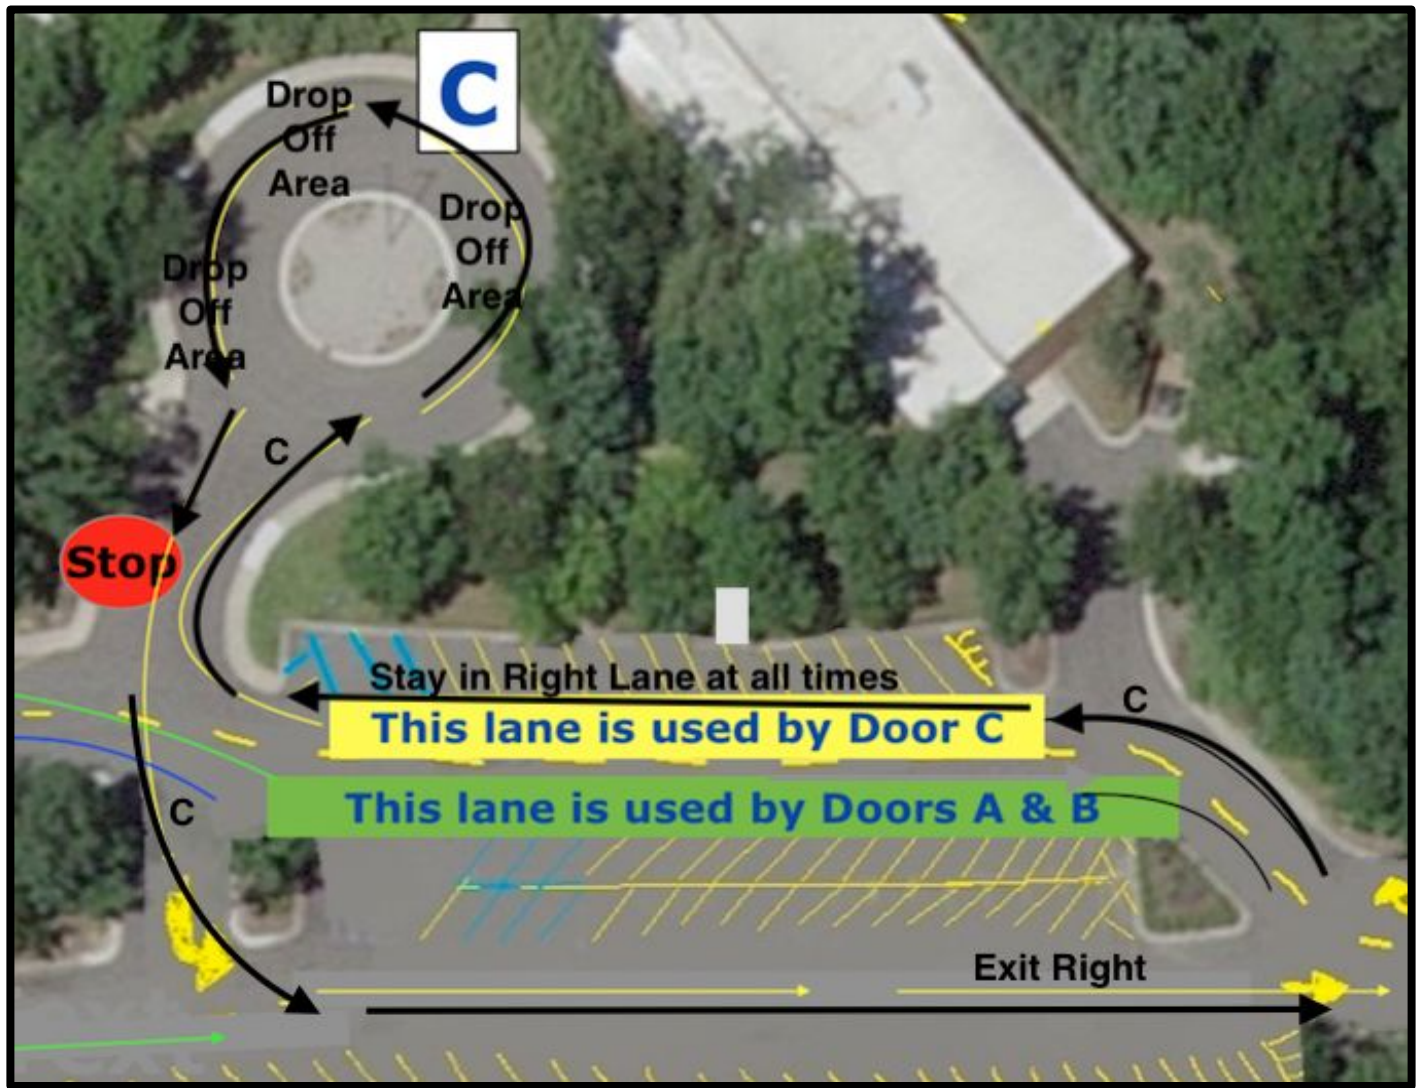 C
Drop
Off
Area
Drop
Off
Area
Drop
Off
Area
C
Stop
Stay in Right Lane at all times
C
This lane is used by Door C
This lane is used by Doors A & B
C
Exit Right